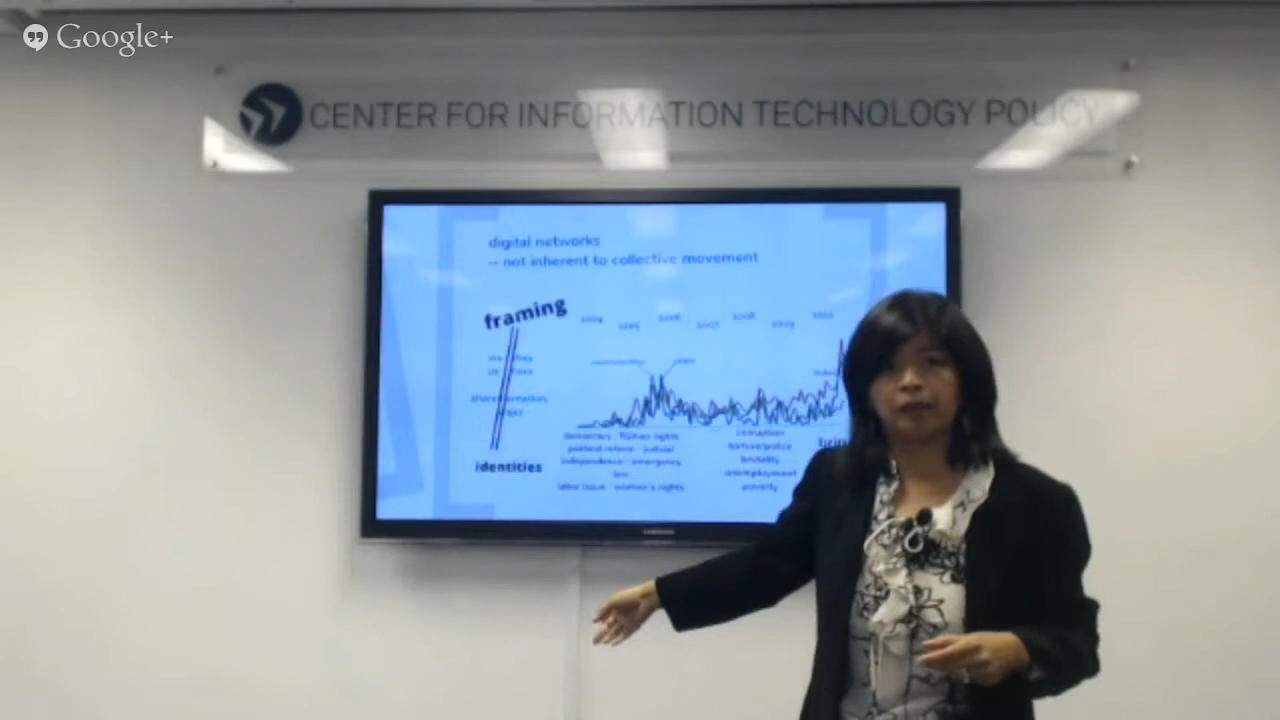 Google+
CENTER FOR INFORMATION TECHNOLOGY POLICY
digital networks
— not inherent to collective movement
framing
2004
2005
2006
2007
2008
2009
identities
democracy
human rights
political reform
judicial
independence
emergency
law
labor issue
women's rights
corruption
torture/police
brutality
unemployment
poverty
SAMSUNG